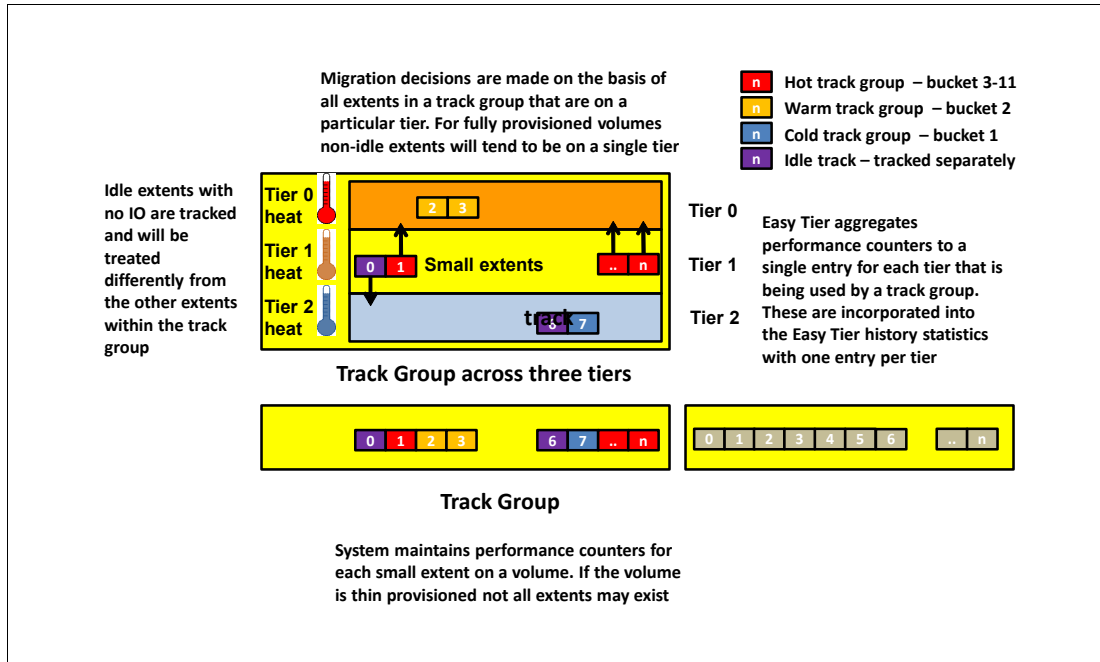 Migration decisions are made on the basis of
all extents in a track group that are on a
particular tier. For fully provisioned volumes
non-idle extents will tend to be on a single tier
n Hot track group – bucket 3-11
n Warm track group – bucket 2
n Cold track group – bucket 1
n Idle track – tracked separately
Idle extents with
no IO are tracked
and will be
treated
differently from
the other extents
within the track
group
Tier 0
heat
Tier 1
heat
Tier 2
heat
2 3
0 1 Small extents .. n
track
7
Tier 0
Tier 1
Tier 2
Easy Tier aggregates
performance counters to a
single entry for each tier that is
being used by a track group.
These are incorporated into
the Easy Tier history statistics
with one entry per tier
Track Group across three tiers
0 1 2 3 6 7 .. n
0 1 2 3 4 5 6 .. n
Track Group
System maintains performance counters for
each small extent on a volume. If the volume
is thin provisioned not all extents may exist